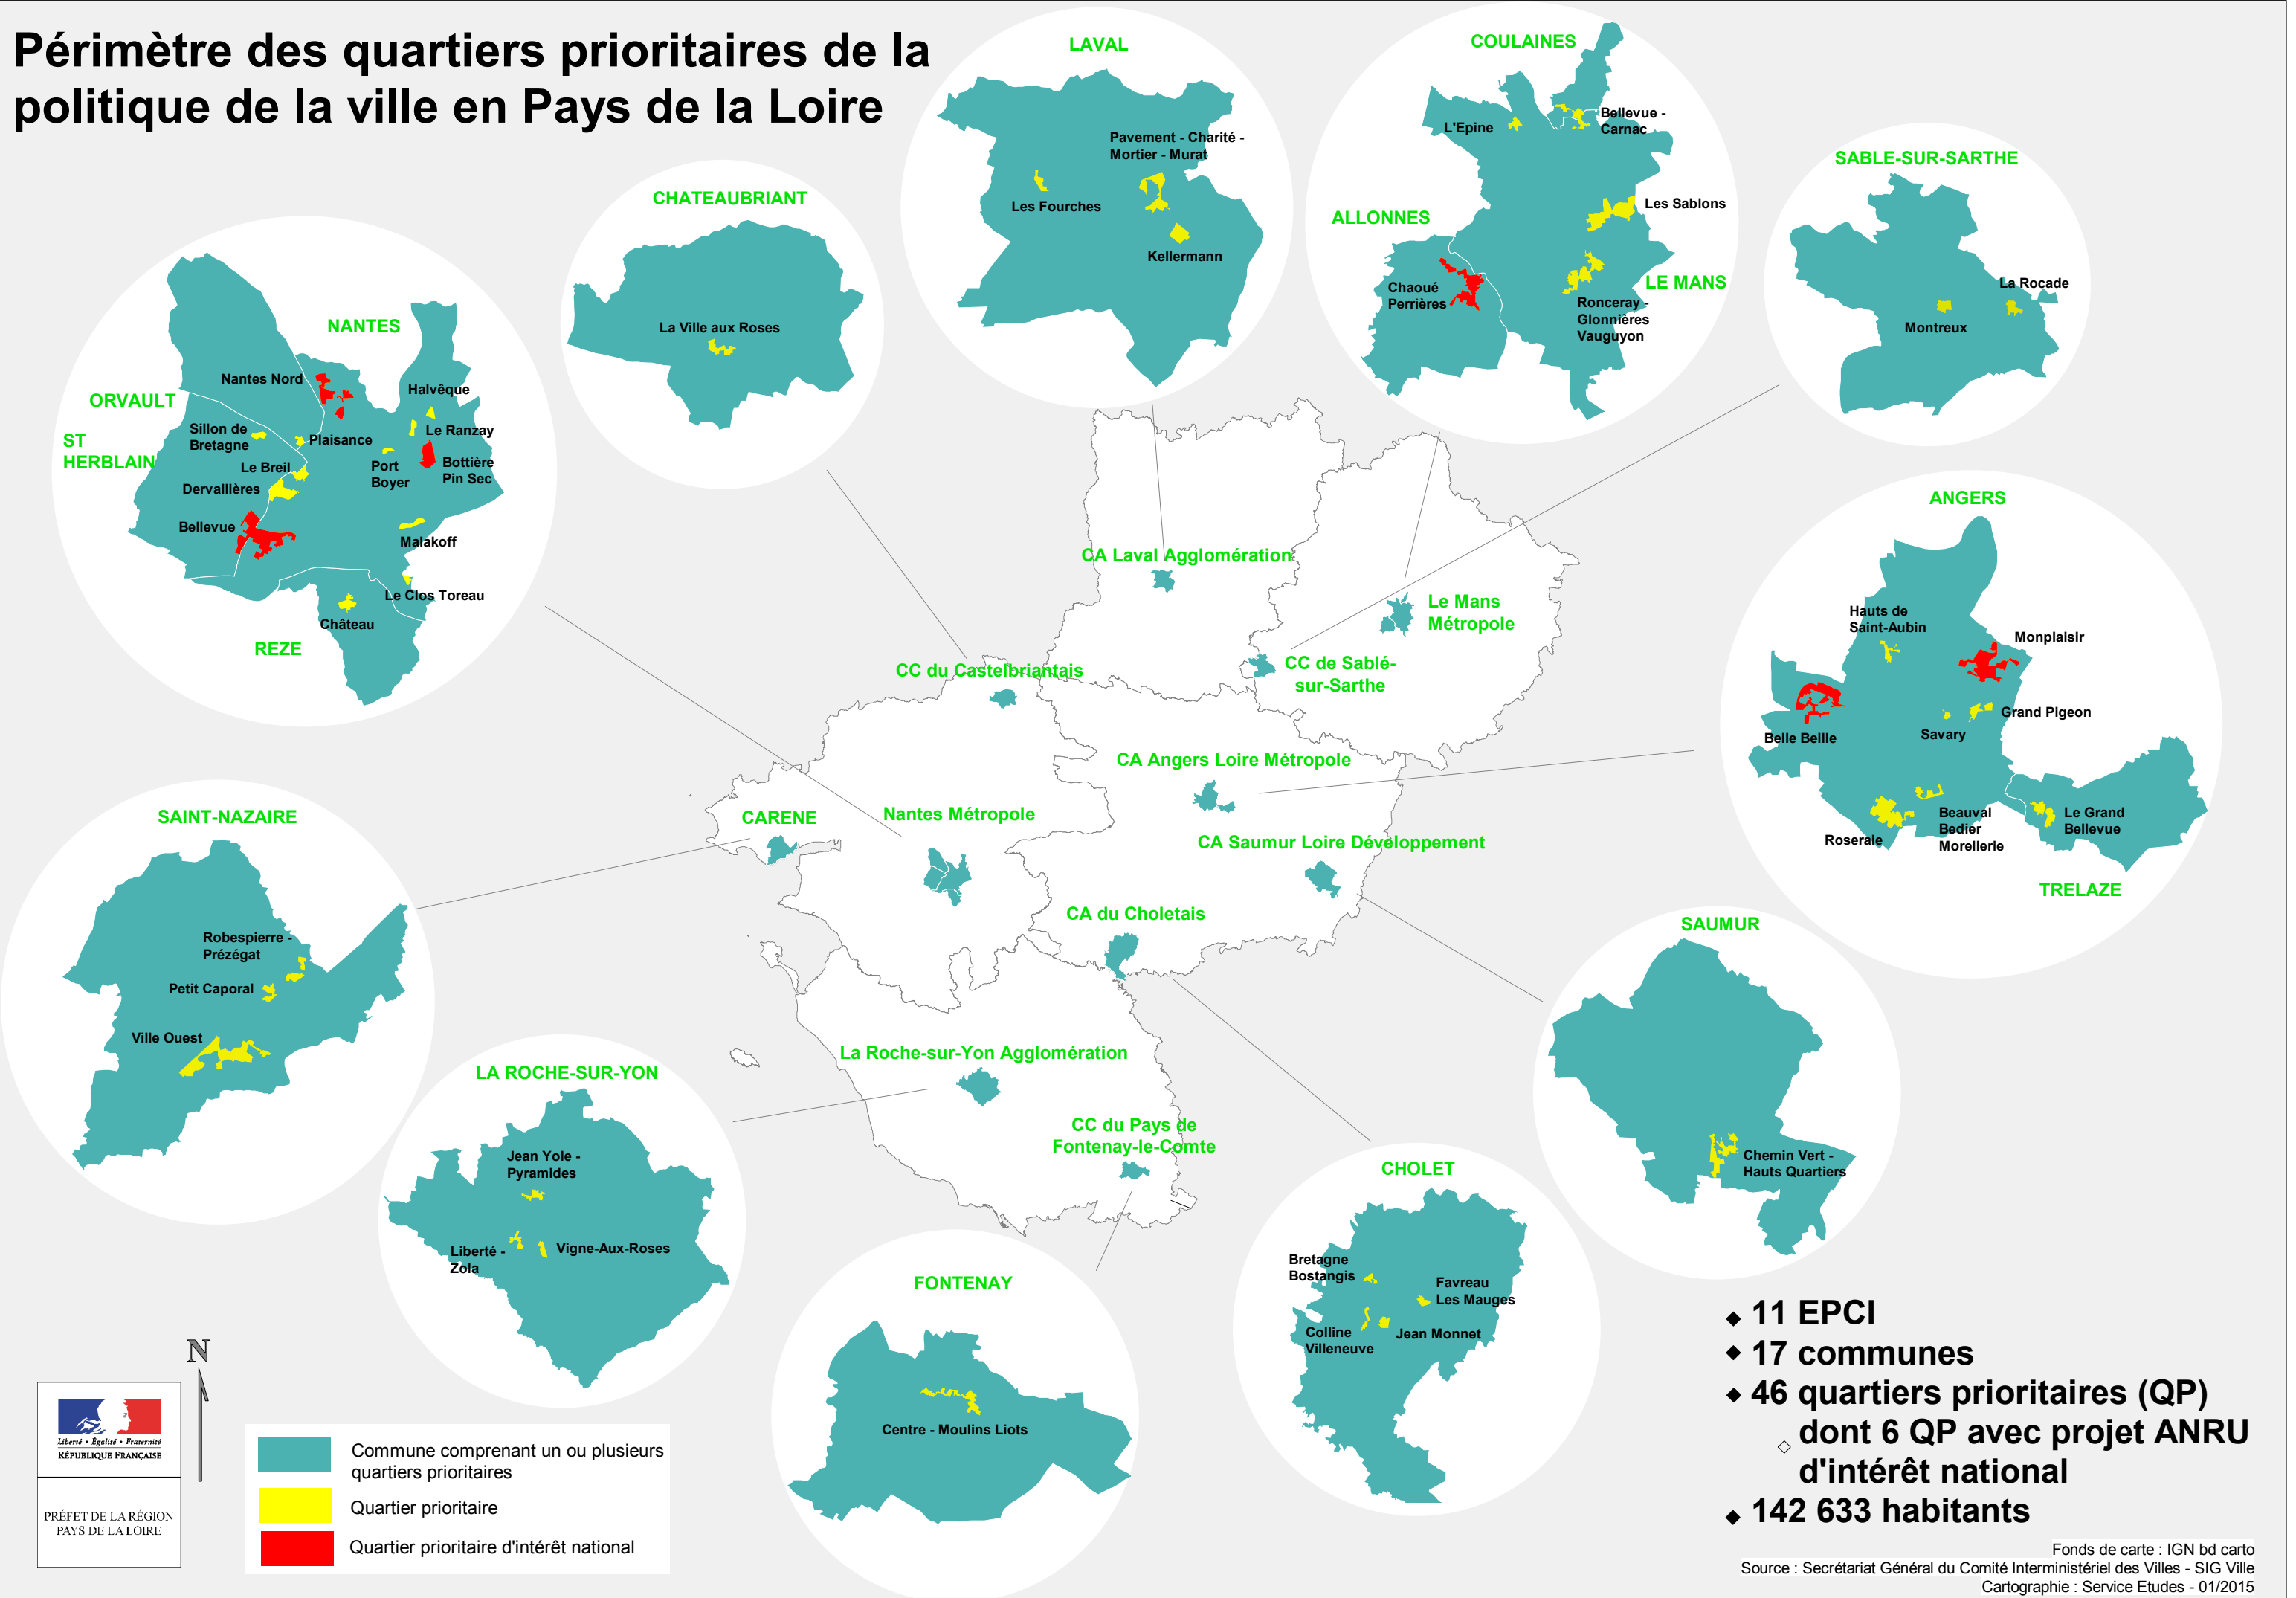 Périmètre des quartiers prioritaires de la
politique de la ville en Pays de la Loire
LAVAL
Pavement - Charité -
Mortier - Murat
Les Fourches
Kellermann
COULAINES
L'Epine
Bellevue -
Carnac
Les Sablons
ALLONNES
Chaoué
Perrières
LE MANS
Ronceray -
Glonnières
Vauguyon
SABLE-SUR-SARTHE
La Rocade
Montreux
CHATEAUBRIANT
La Ville aux Roses
NANTES
Nantes Nord
Halvêque
ORVAULT
ST
HERBLAIN
Sillon de
Bretagne
Plaisance
Le Ranzay
Le Breil
Port
Boyer
Bottière
Pin Sec
Dervallières
Bellevue
Malakoff
Le Clos Toreau
Château
REZE
ANGERS
Hauts de
Saint-Aubin
Monplaisir
Belle Beille
Savary
Grand Pigeon
Roseraie
Beauval
Bedier
Morellerie
Le Grand
Bellevue
TRELAZE
CA Laval Agglomération
Le Mans
Métropole
CC de Sablé-
sur-Sarthe
CC du Castelbriantais
CA Angers Loire Métropole
CARENE
Nantes Métropole
CA Saumur Loire Développement
CA du Choletais
La Roche-sur-Yon Agglomération
CC du Pays de
Fontenay-le-Comte
SAINT-NAZAIRE
Robespierre -
Prézégat
Petit Caporal
Ville Ouest
LA ROCHE-SUR-YON
Jean Yole -
Pyramides
Liberté -
Zola
Vigne-Aux-Roses
FONTENAY
Centre - Moulins Liots
CHOLET
Bretagne
Bostangis
Favreau
Les Mauges
Colline
Villeneuve
Jean Monnet
SAUMUR
Chemin Vert -
Hauts Quartiers
11 EPCI
17 communes
46 quartiers prioritaires (QP)
dont 6 QP avec projet ANRU
d'intérêt national
142 633 habitants
N
Liberté • Égalité • Fraternité
RÉPUBLIQUE FRANÇAISE
PRÉFET DE LA RÉGION
PAYS DE LA LOIRE
Commune comprenant un ou plusieurs
quartiers prioritaires
Quartier prioritaire
Quartier prioritaire d'intérêt national
Fonds de carte : IGN bd carto
Source : Secrétariat Général du Comité Interministériel des Villes - SIG Ville
Cartographie : Service Etudes - 01/2015